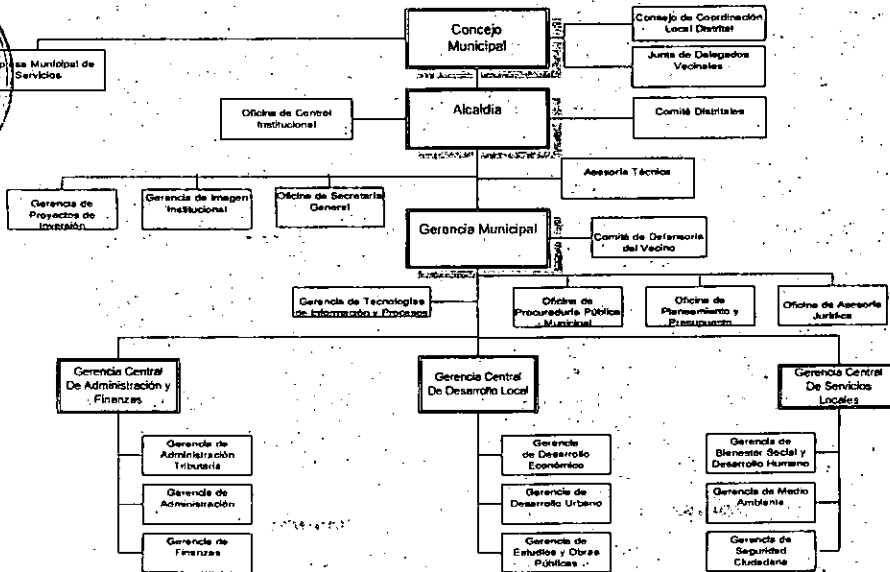 Concejo
Municipal
Consejo de Coordinación
Local Distrital
Junta de Delegados
Vecinales
Municipal de
Servicios
Alcaldía
Oficina de Control
Institucional
Comité Distritales
Asesoría Técnica
Gerencia de
Proyectos de
Inversión
Gerencia de Imagen
Institucional
Oficina de Secretaría
General
Gerencia Municipal
Comité de Defensoría
del Vecino
Gerencia de Tecnologías
de Información y Procesos
Oficina de
Procuraduría Pública
Municipal
Oficina de
Planeamiento y
Presupuesto
Oficina de Asesoría
Jurídica
Gerencia Central
De Administración y
Finanzas
Gerencia Central
De Desarrollo Local
Gerencia Central
De Servicios
Locales
Gerencia de
Administración
Tributaria
Gerencia
de Desarrollo
Económico
Gerencia de
Bienestar Social y
Desarrollo Humano
Gerencia de
Administración
Gerencia de
Desarrollo Urbano
Gerencia de Medio
Ambiente
Gerencia de
Finanzas
Gerencia de
Estudios y Obras
Públicas
Gerencia de
Seguridad
Ciudadana